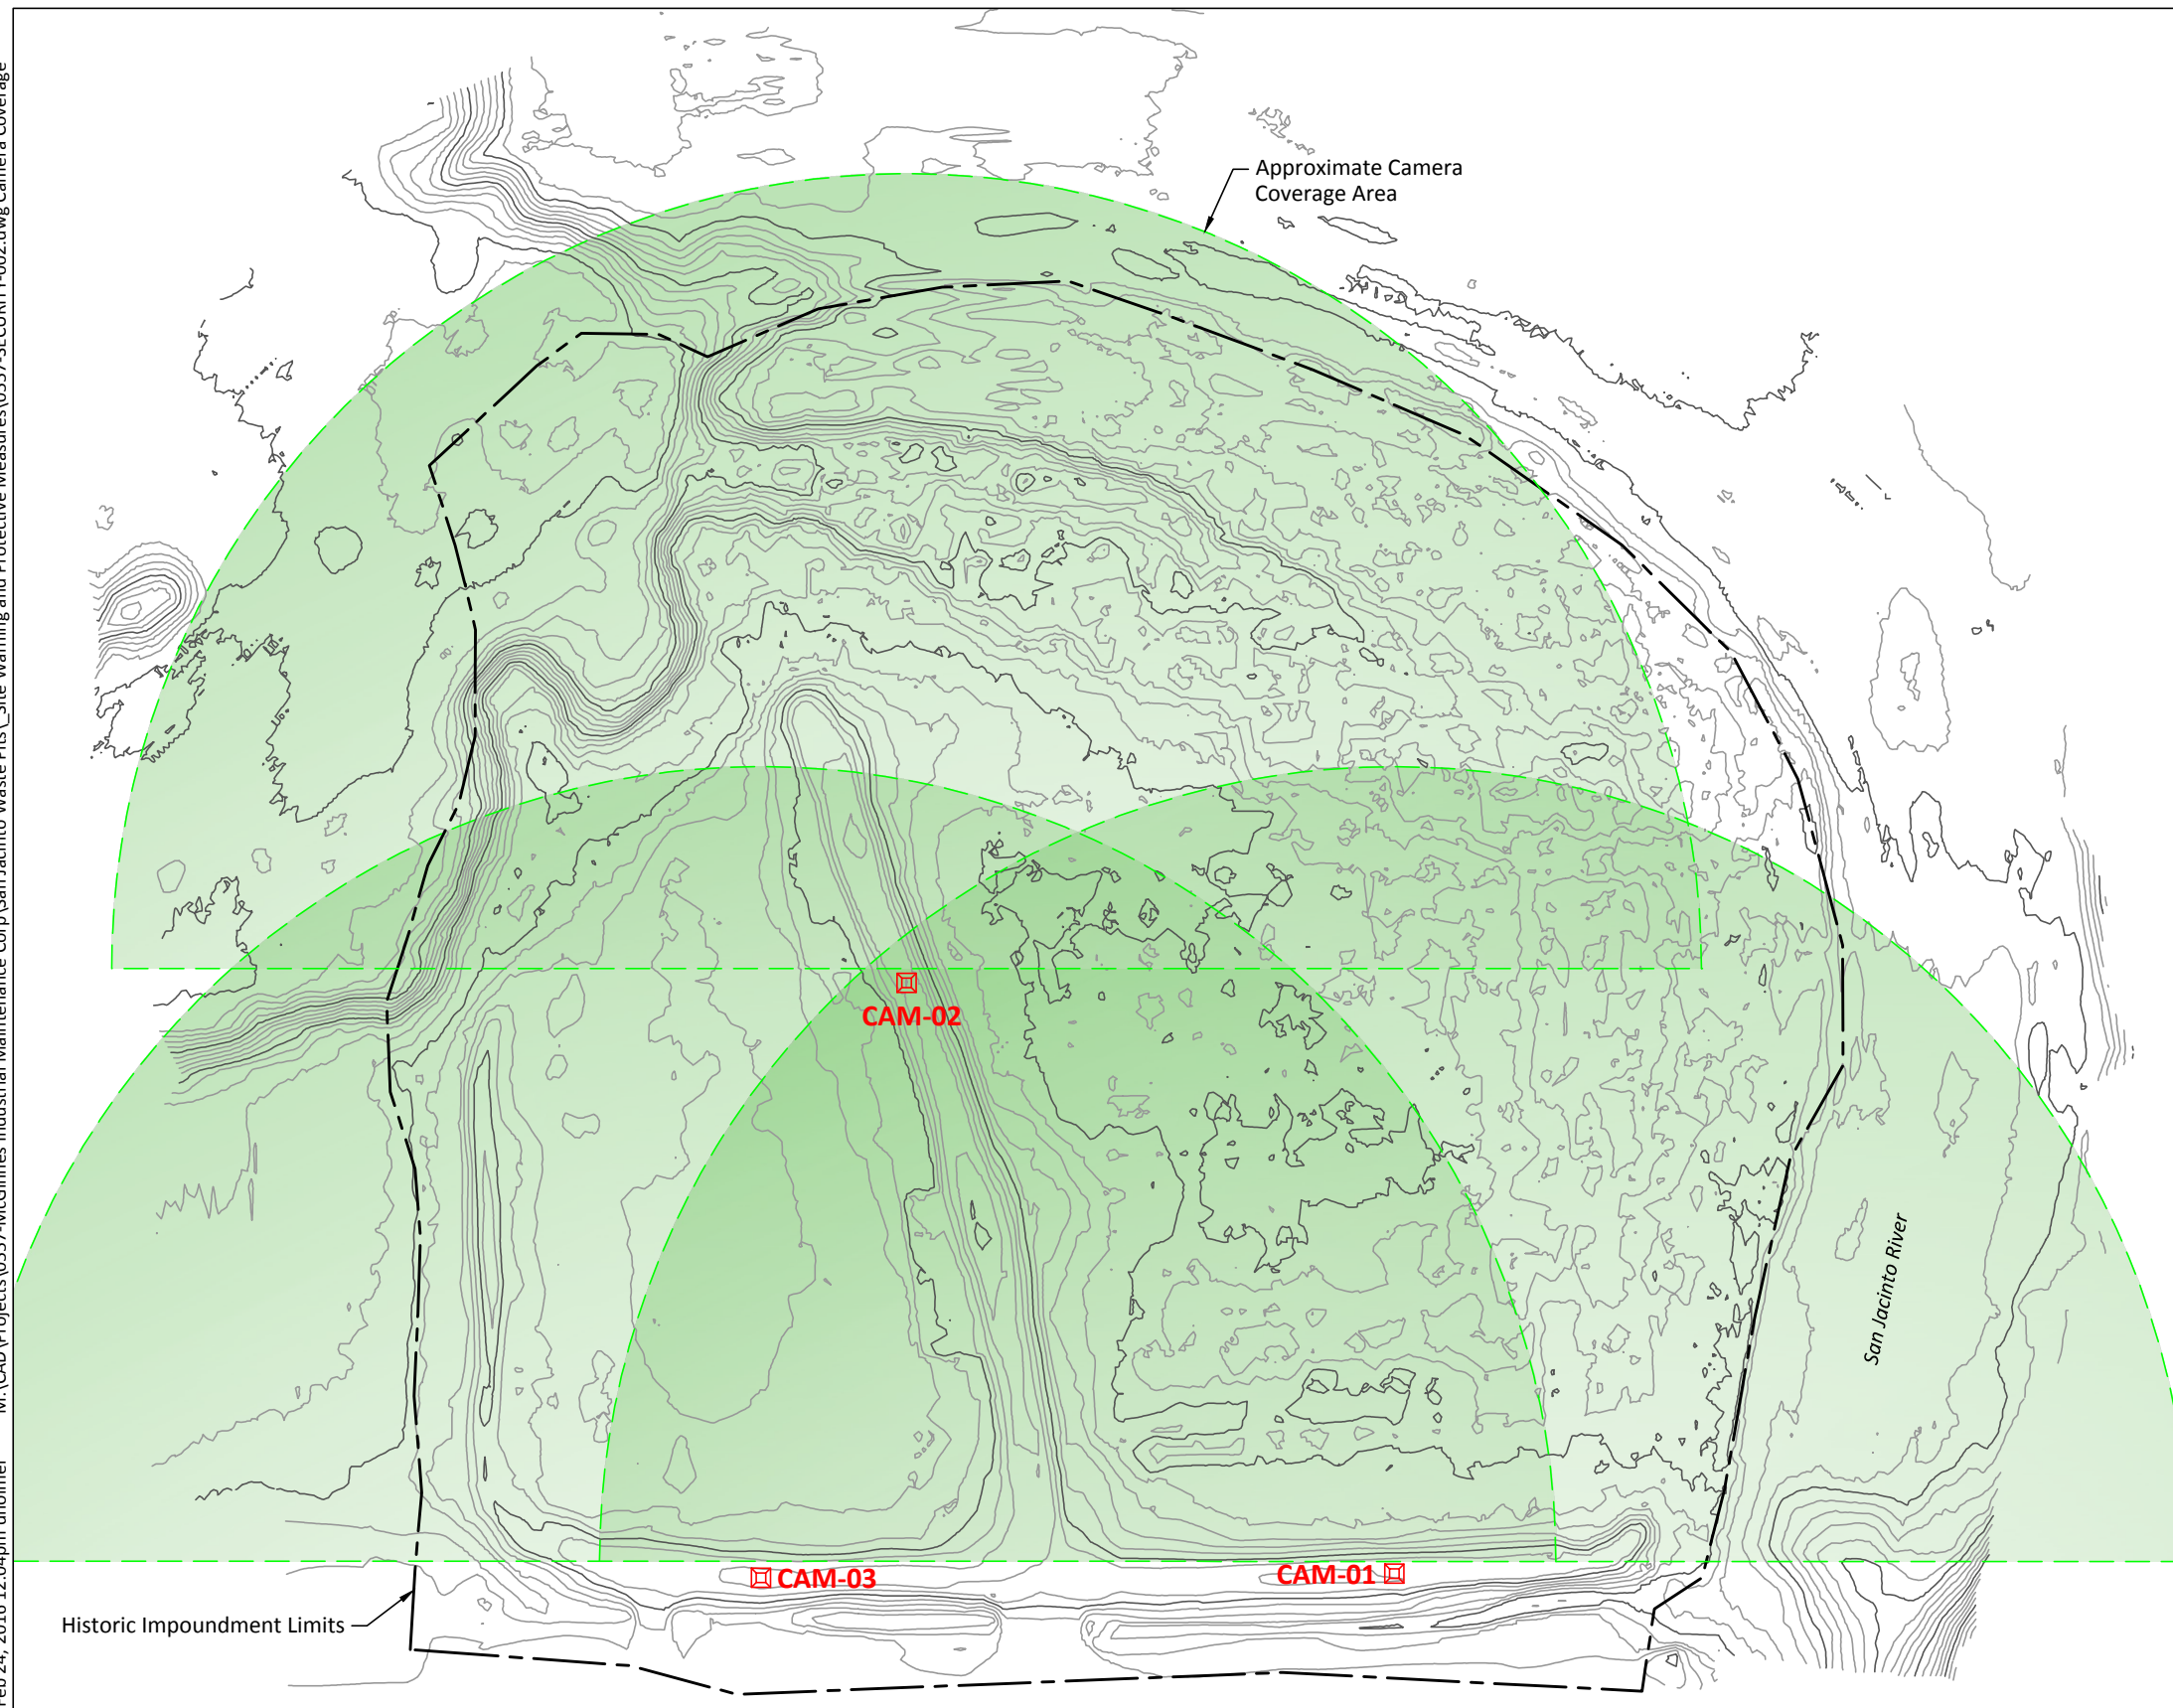 Approximate Camera
Coverage Area
CAM-02
San Jacinto River
CAM-03
CAM-01
Historic Impoundment Limits